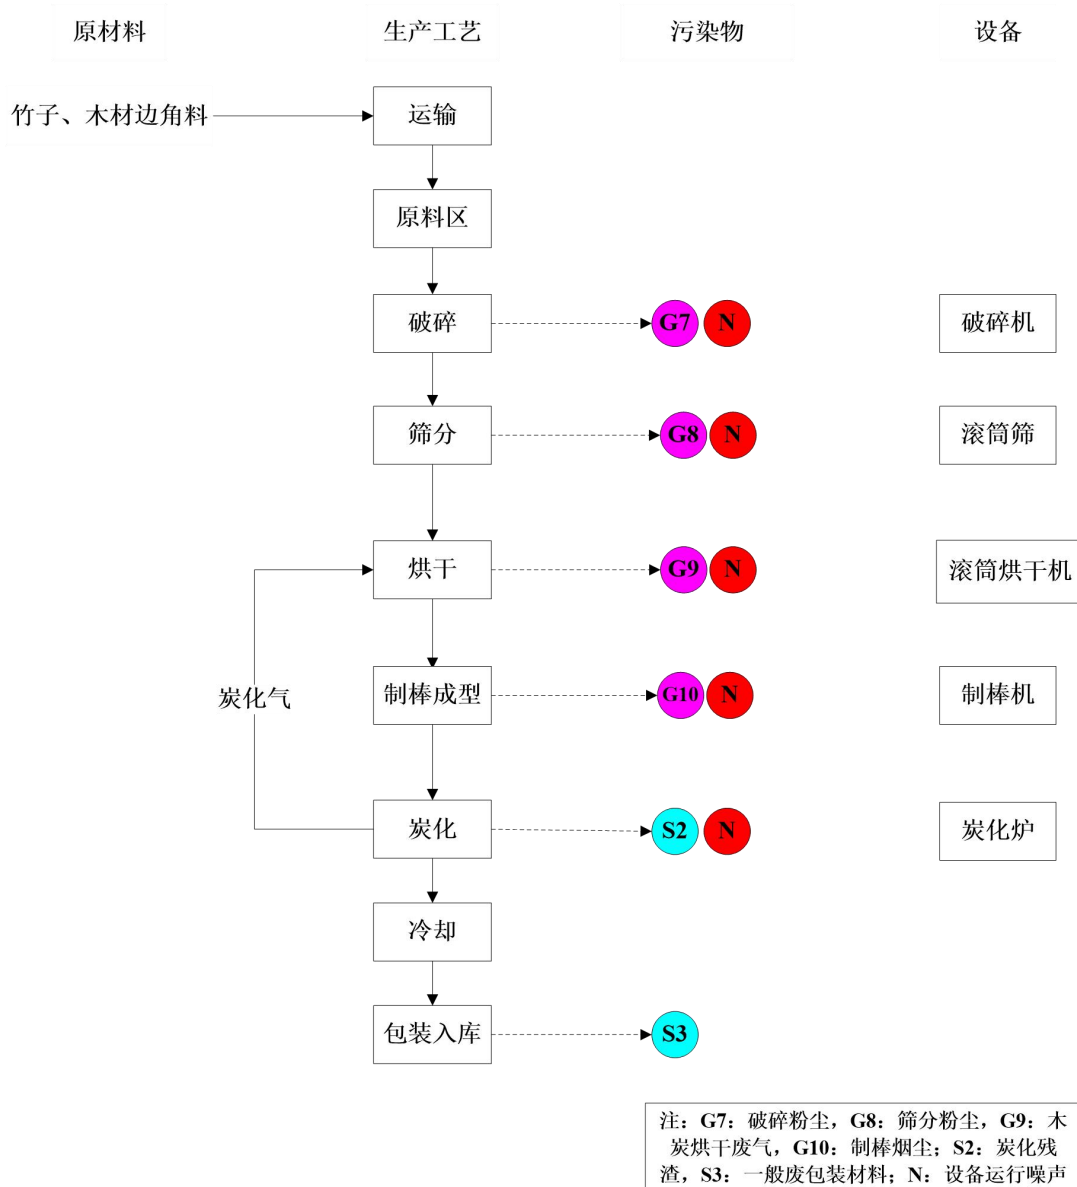 原材料 生产工艺 污染物 设备
竹子、木材边角料 运输
原料区
破碎 G7 N 破碎机
筛分 G8 N 滚筒筛
烘干 G9 N 滚筒烘干机
炭化气 制棒成型 G10 N 制棒机
炭化 S2 N 炭化炉
冷却
包装入库 S3
注：G7：破碎粉尘，G8：筛分粉尘，G9：木
炭烘干废气，G10：制棒烟尘；S2：炭化残
渣，S3：一般废包装材料；N：设备运行噪声